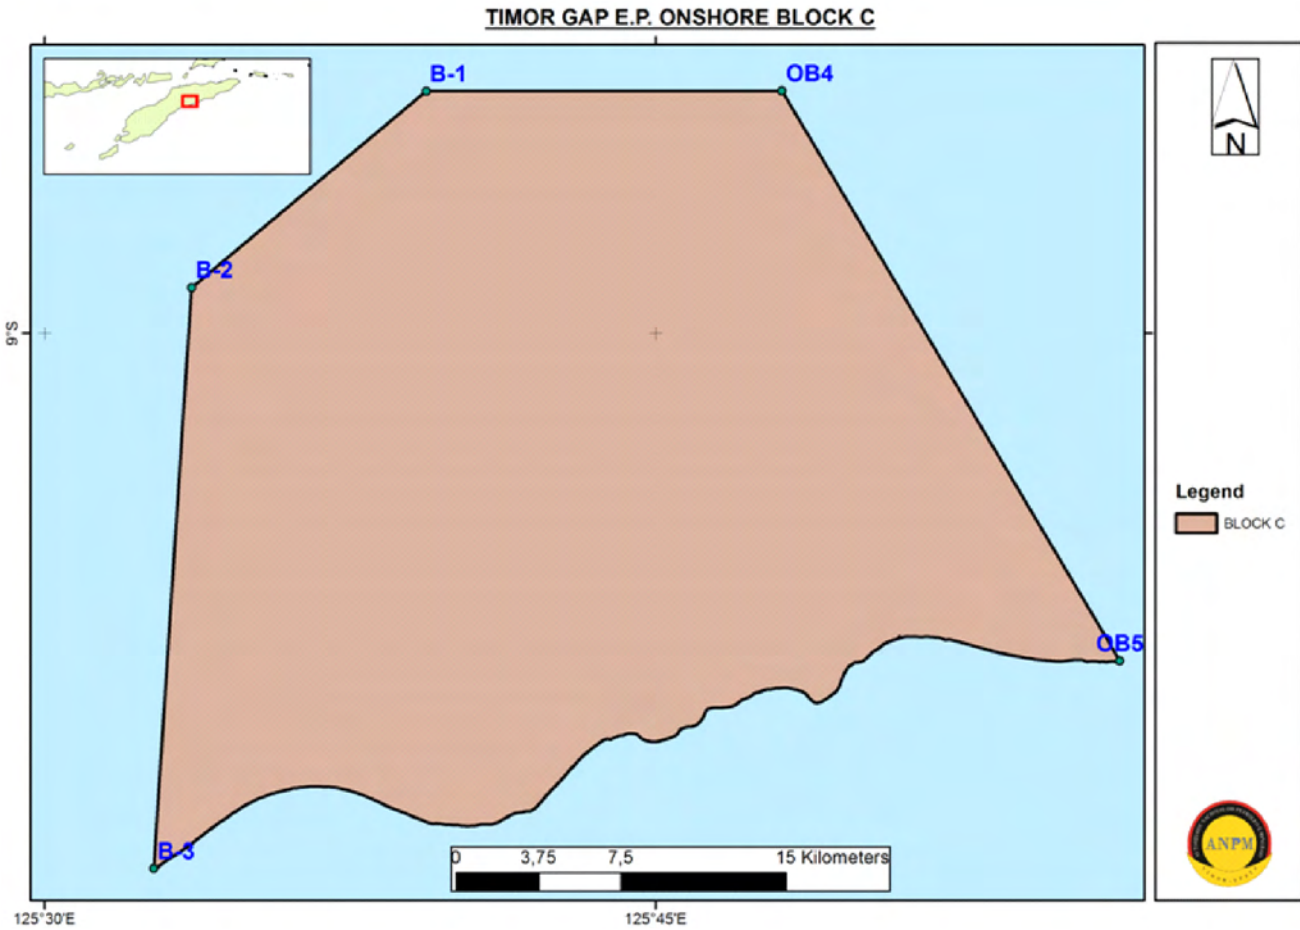 TIMOR GAP E.P. ONSHORE BLOCK C
B-1
OB4
N
B-2
9°S
Legend
BLOCK C
OB5
B-3
0 3,75 7,5 15 Kilometers
ANPM
125°30'E 125°45'E